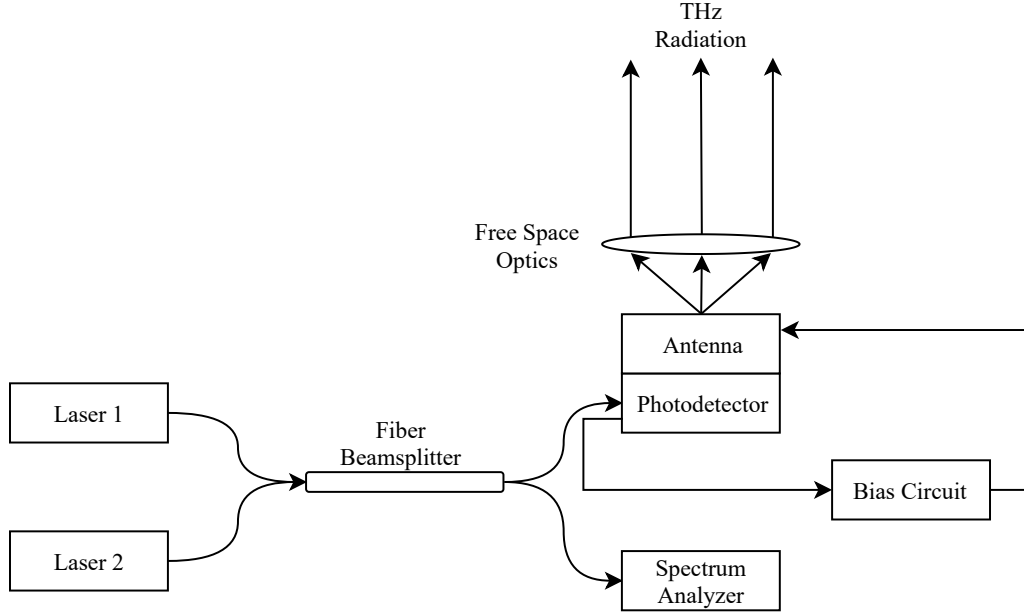 THz
Radiation
Free Space
Optics
Antenna
Photodetector
Laser 1
Fiber
Beamsplitter
Bias Circuit
Laser 2
Spectrum
Analyzer